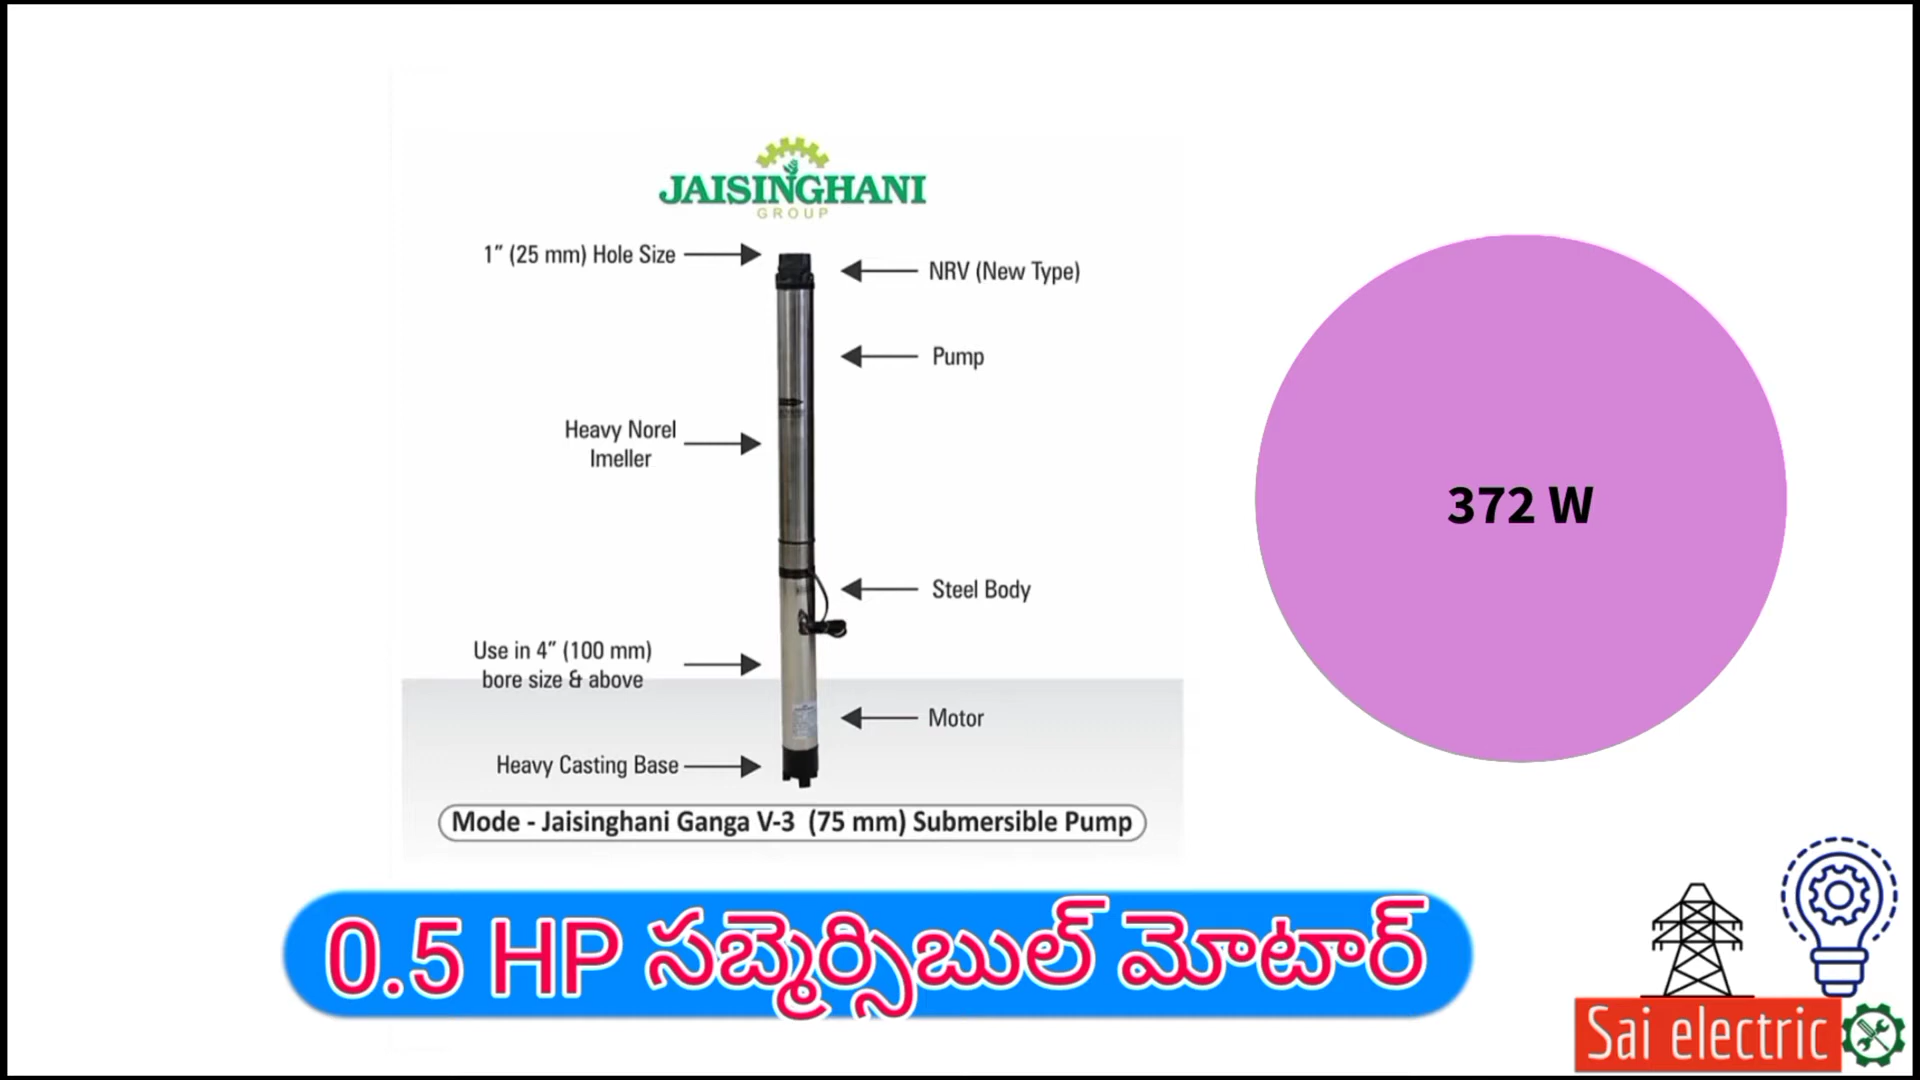 JAISINGHANI
GROUP
1” (25 mm) Hole Size
NRV (New Type)
Pump
Heavy Norel
Imeller
372 W
Steel Body
Use in 4” (100 mm)
bore size & above
Motor
Heavy Casting Base
Mode - Jaisinghani Ganga V-3 (75 mm) Submersible Pump
0.5 HP సబ్మెర్సిబుల్ మోటార్
Sai electric